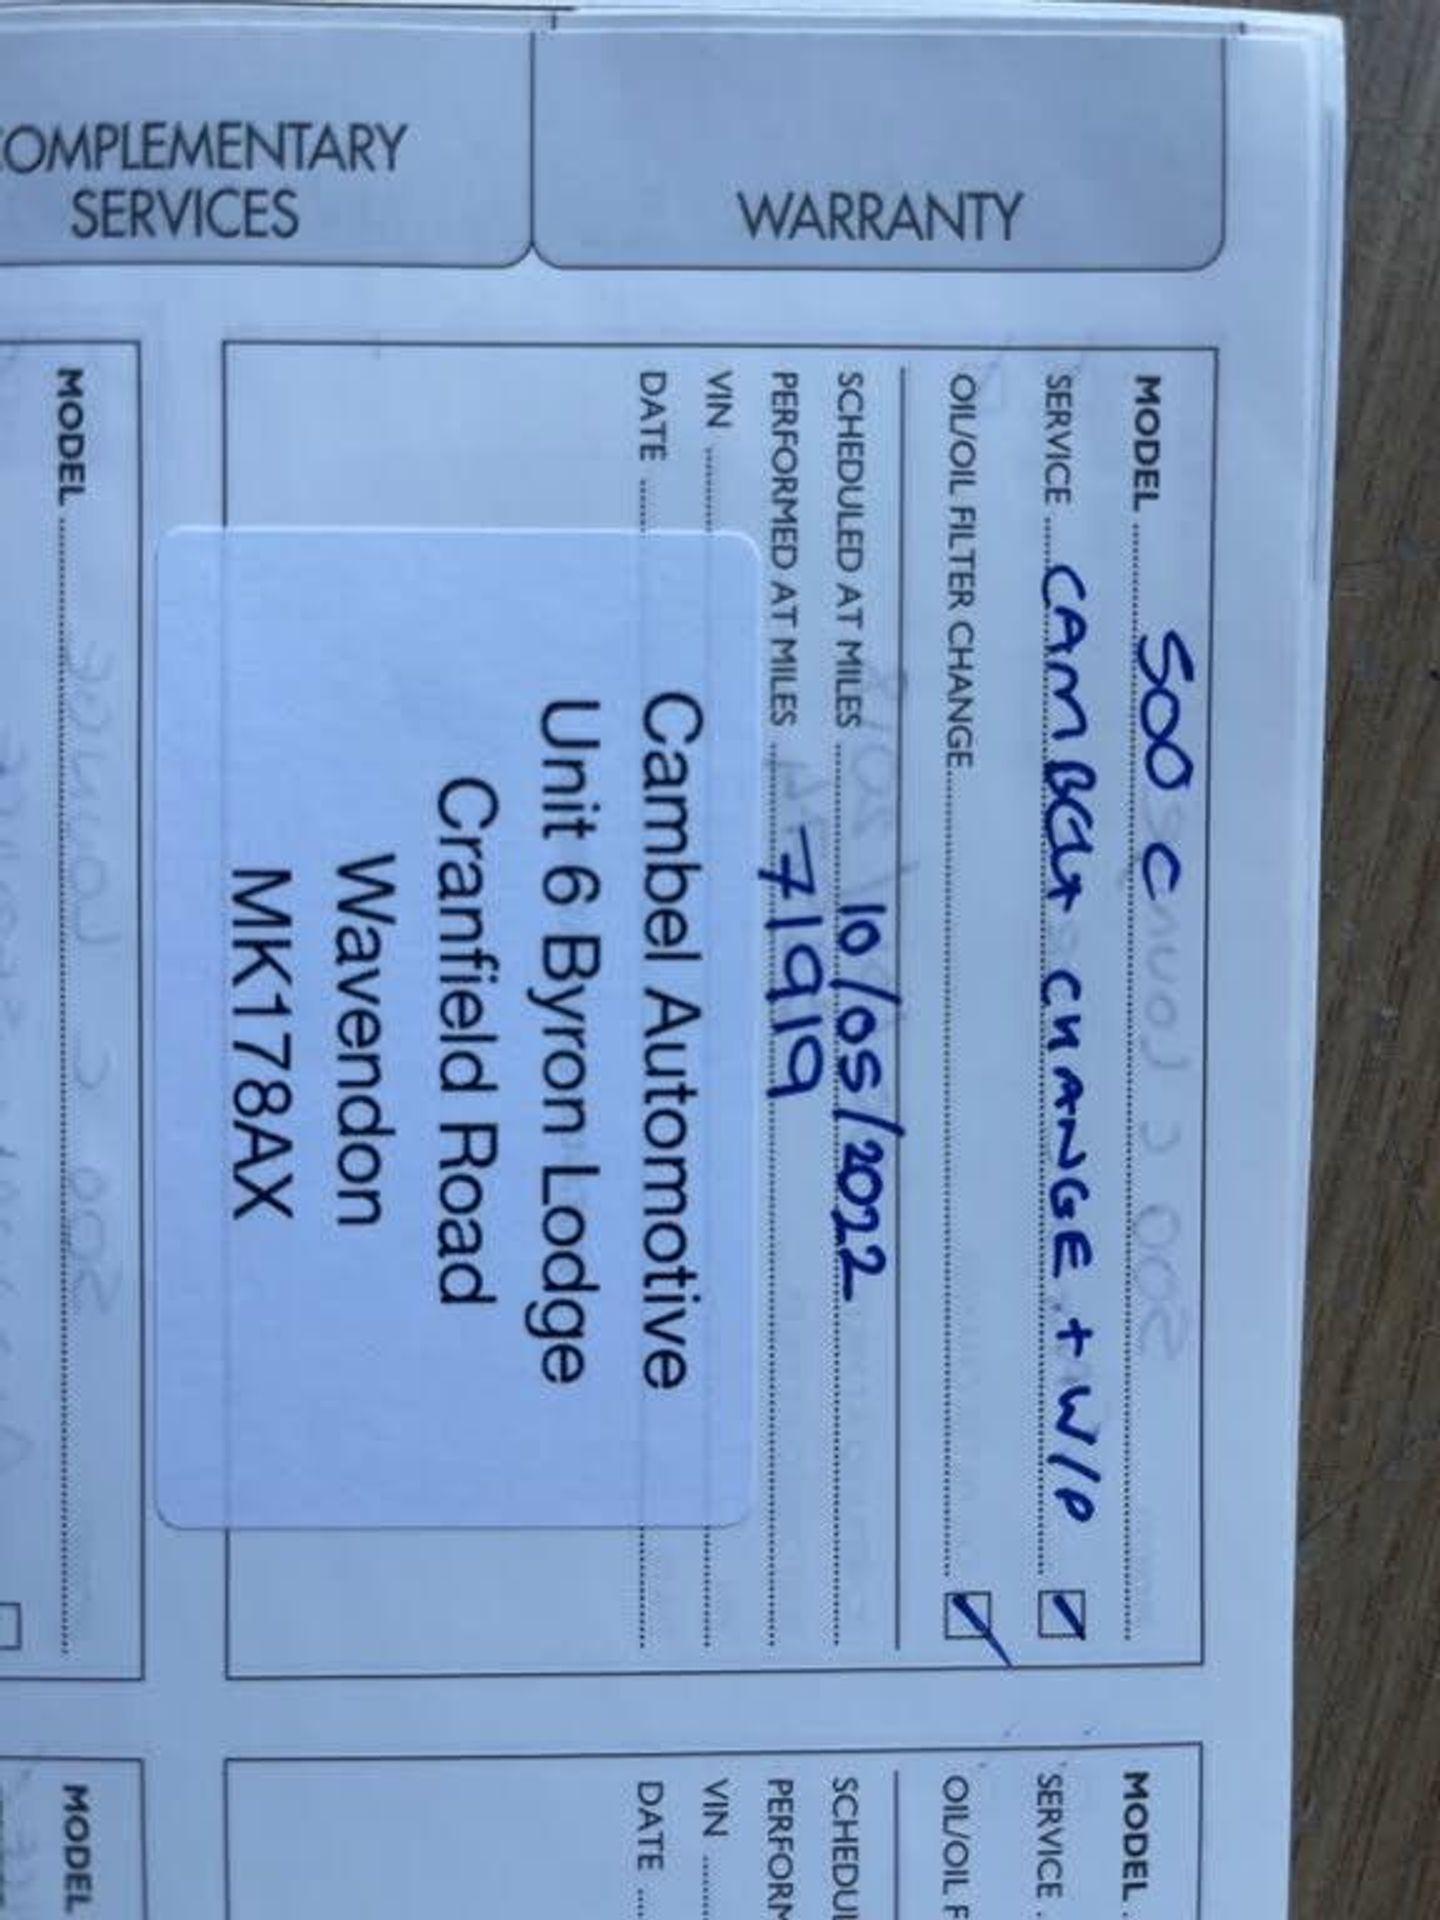 COMPLEMENTARY
SERVICES
WARRANTY
MODEL 500 C
SERVICE CAMBELT CHANGE + W/P
OIL/OIL FILTER CHANGE
SCHEDULED AT MILES 10/05/2022
PERFORMED AT MILES 71919
VIN
DATE
Cambel Automotive
Unit 6 Byron Lodge
Cranfield Road
Wavendon
MK178AX
MODEL
MODEL
SERVICE
OIL/OIL F
SCHEDUL
PERFORM
VIN
DATE
MODEL